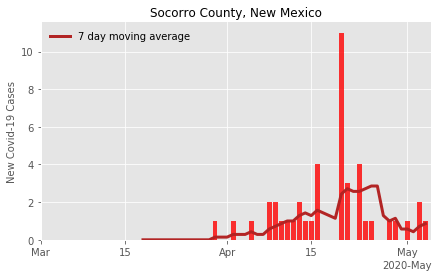 Socorro County, New Mexico
7 day moving average
New Covid-19 Cases
10
8
6
4
2
0
Mar
15
Apr
15
May
2020-May